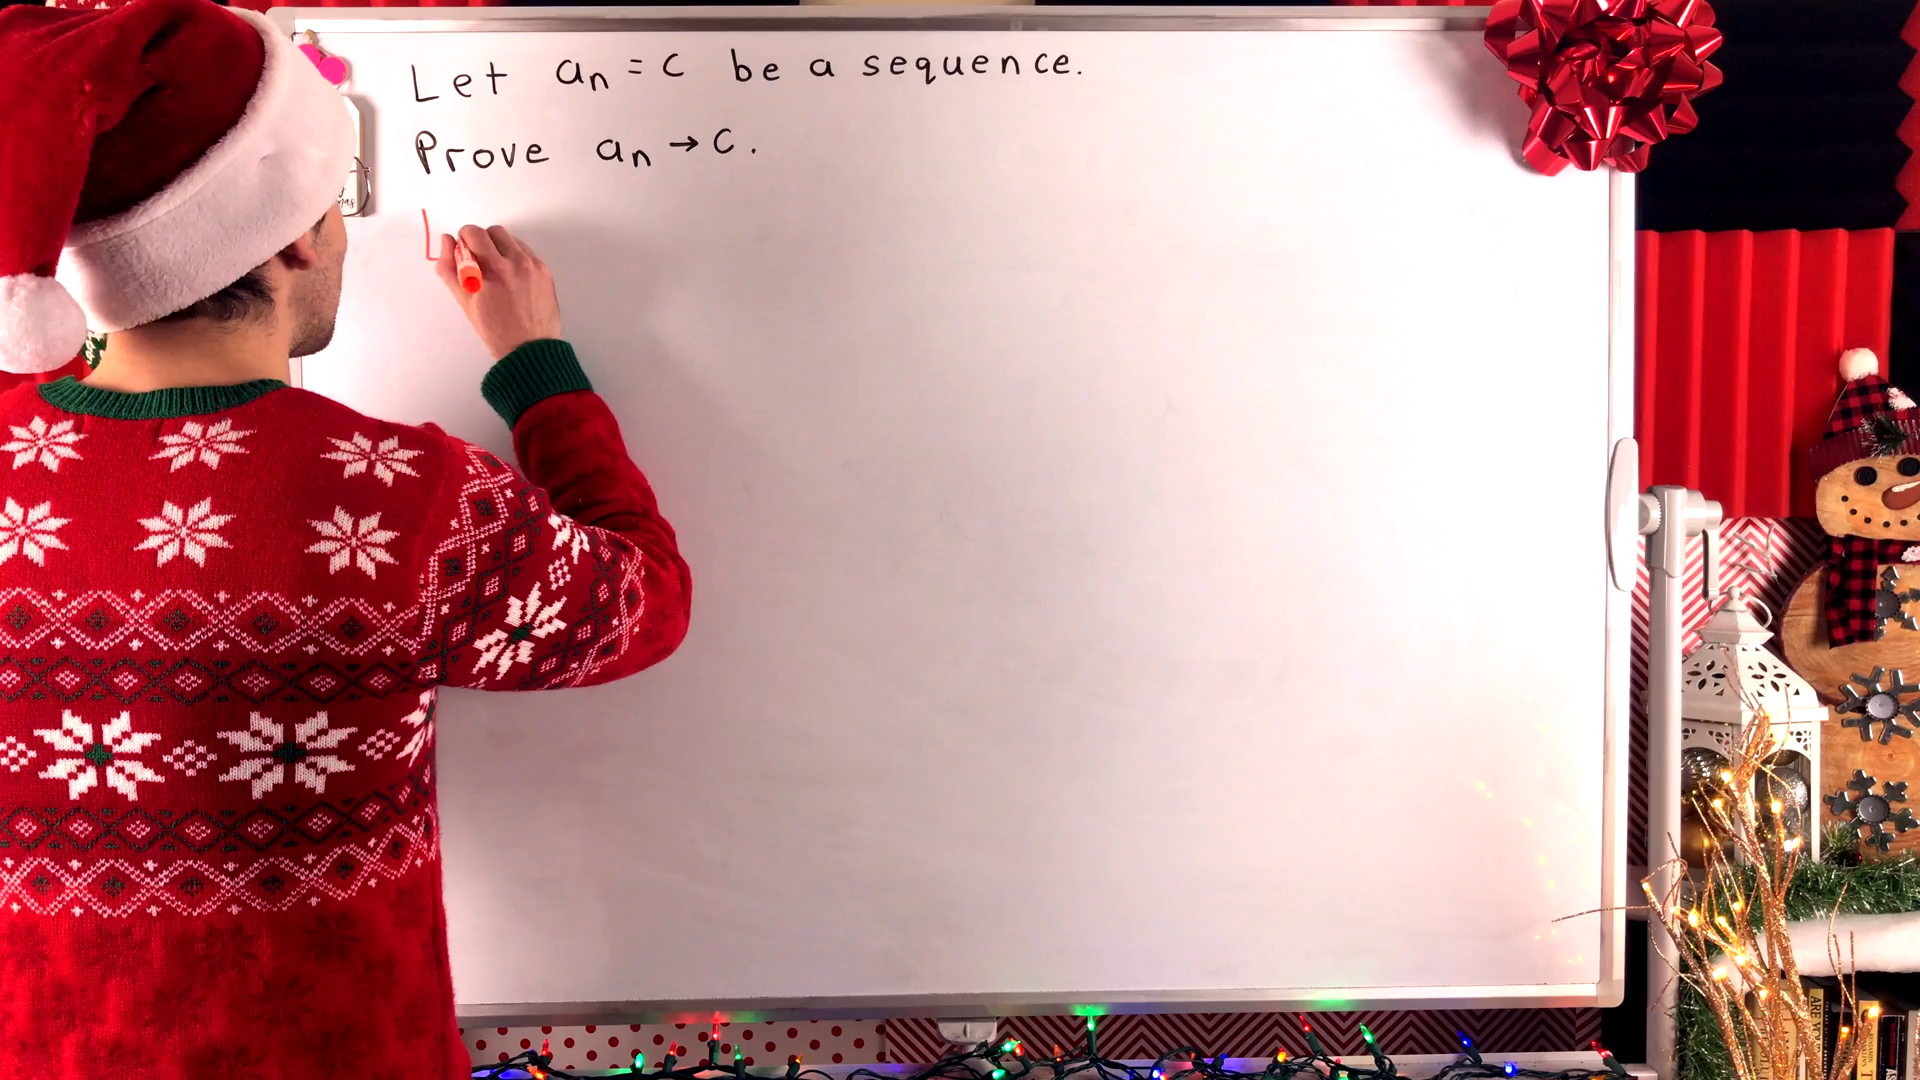 Let aₙ = c be a sequence.
Prove aₙ → c.